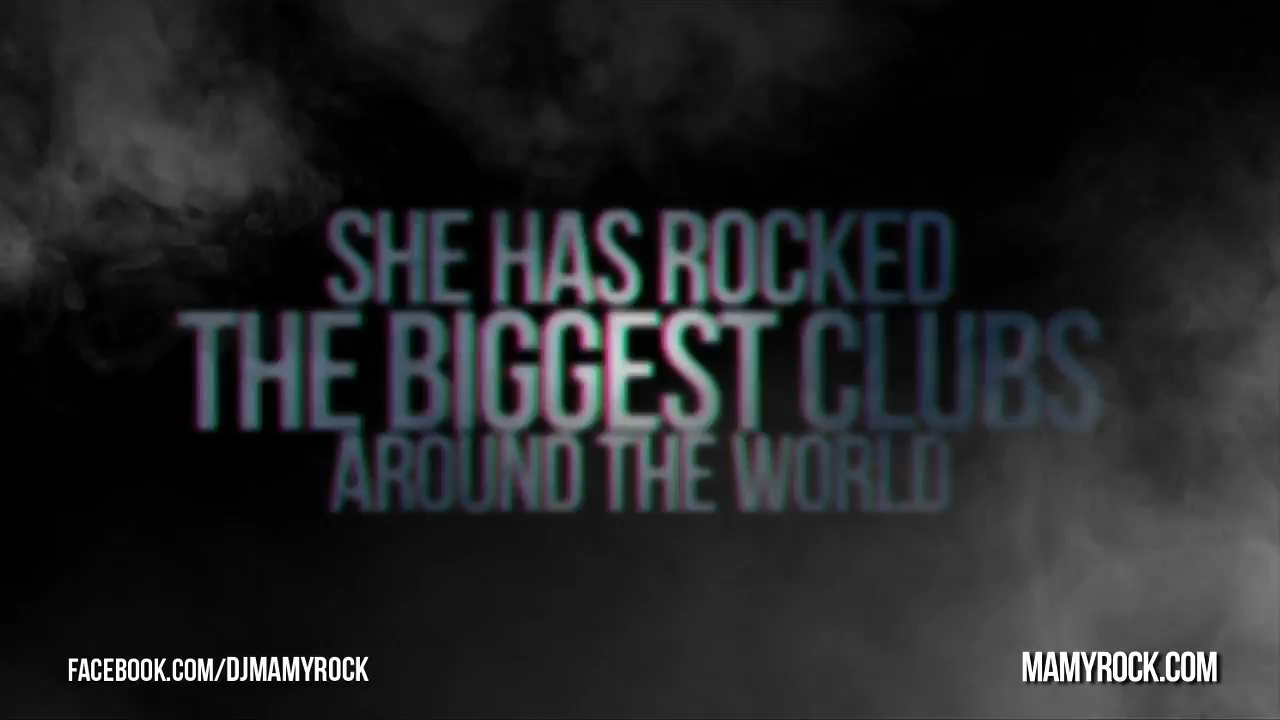 SHE HAS ROCKED
THE BIGGEST CLUBS
AROUND THE WORLD
FACEBOOK.COM/DJMAMYROCK
MAMYROCK.COM